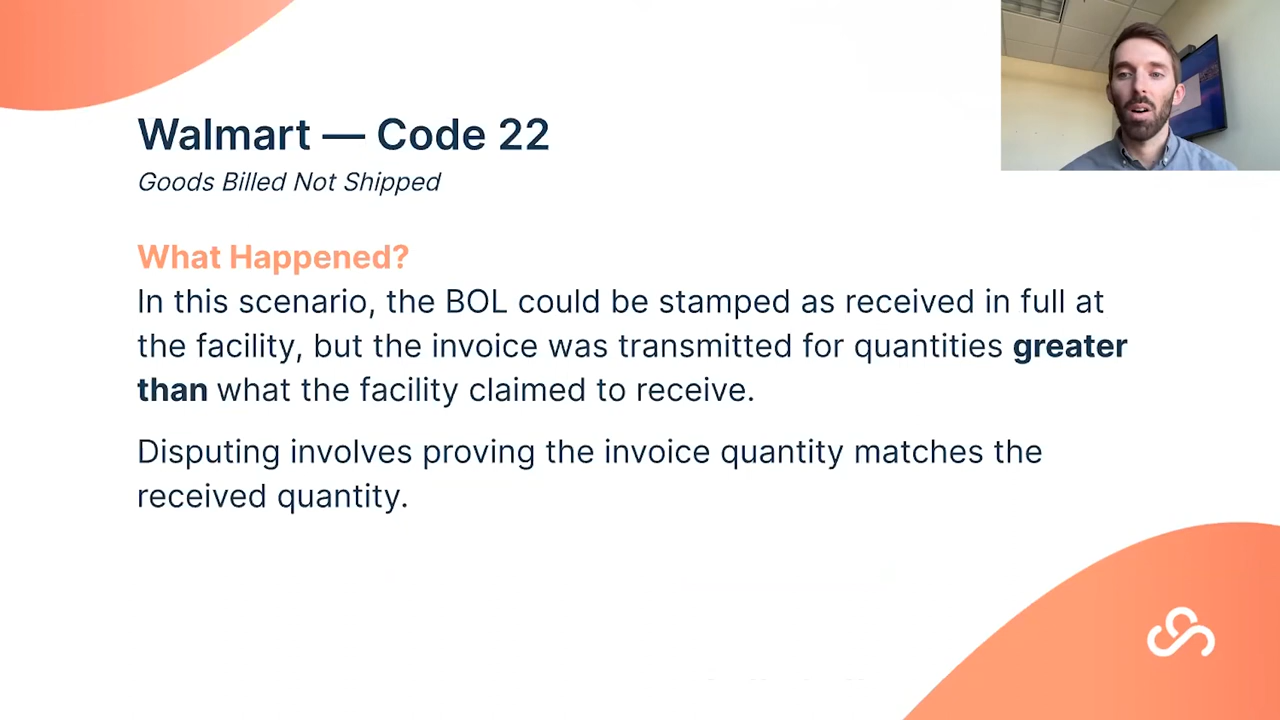 Walmart — Code 22
Goods Billed Not Shipped
What Happened?
In this scenario, the BOL could be stamped as received in full at
the facility, but the invoice was transmitted for quantities greater
than what the facility claimed to receive.
Disputing involves proving the invoice quantity matches the
received quantity.